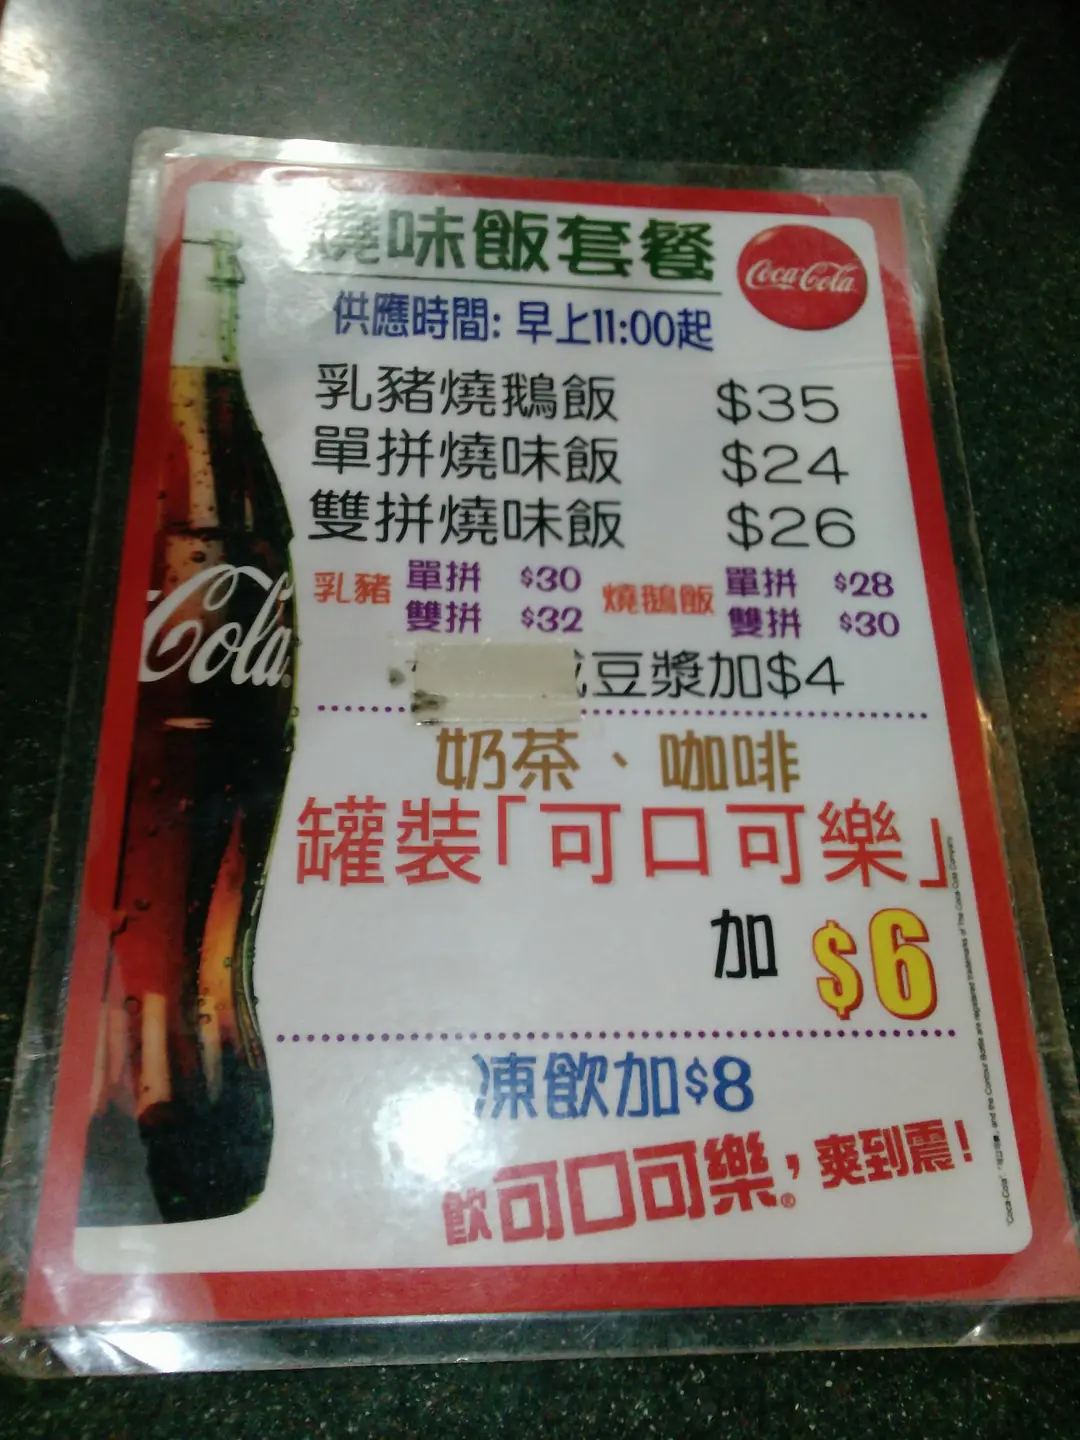 燒味飯套餐
Coca-Cola
供應時間: 早上11:00起
乳豬燒鵝飯 $35
單拼燒味飯 $24
雙拼燒味飯 $26
乳豬 單拼 $30 燒鵝飯 單拼 $28
雙拼 $32 雙拼 $30
豆漿加$4
Cola
奶茶、咖啡
罐裝「可口可樂」
加 $6
凍飲加$8
飲可口可樂®，爽到震!